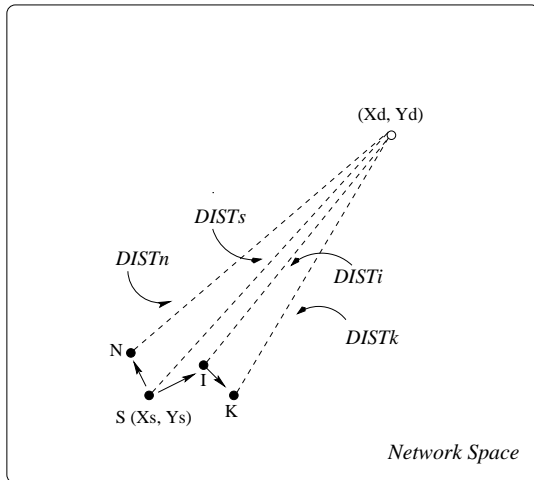 (Xd, Yd)
DISTs
DISTn
DISTi
DISTk
N
I
S (Xs, Ys)
K
Network Space